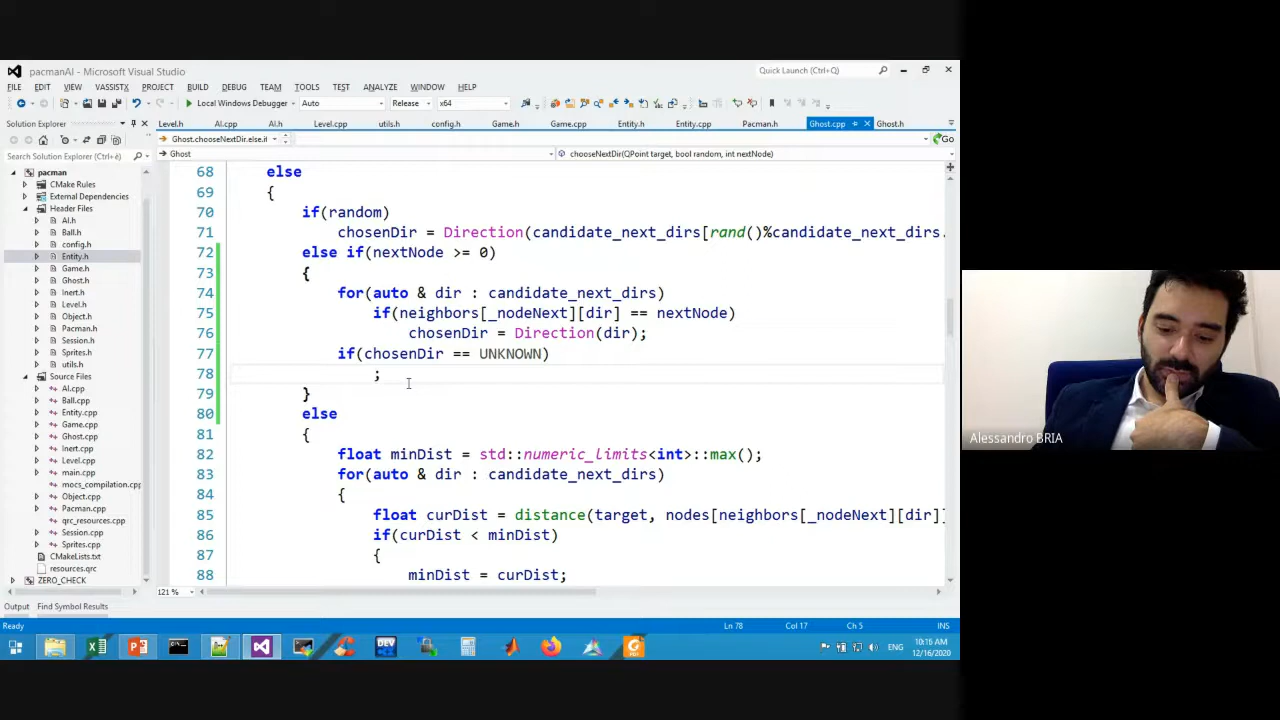 pacmanAI - Microsoft Visual Studio
Quick Launch (Ctrl+Q)
FILE EDIT VIEW VASSISTX PROJECT BUILD DEBUG TEAM TOOLS TEST ANALYZE WINDOW HELP
Local Windows Debugger Auto Release x64
Solution Explorer
Level.h AI.cpp AI.h Level.cpp utils.h config.h Game.h Game.cpp Entity.h Entity.cpp Pacman.h Ghost.cpp Ghost.h
Ghost.chooseNextDir.else.if
Go
Search Solution Explorer (Ctrl+è)
Ghost
chooseNextDir(QPoint target, bool random, int nextNode)
pacman
CMake Rules
External Dependencies
Header Files
AI.h
Ball.h
config.h
Entity.h
Game.h
Ghost.h
Inert.h
Level.h
Object.h
Pacman.h
Session.h
Sprites.h
utils.h
Source Files
AI.cpp
Ball.cpp
Entity.cpp
Game.cpp
Ghost.cpp
Inert.cpp
Level.cpp
main.cpp
mocs_compilation.cpp
Object.cpp
Pacman.cpp
qrc_resources.cpp
Session.cpp
Sprites.cpp
CMakeLists.txt
resources.qrc
ZERO_CHECK
68 else
69 {
70 if(random)
71 chosenDir = Direction(candidate_next_dirs[rand()%candidate_next_dirs.
72 else if(nextNode >= 0)
73 {
74 for(auto & dir : candidate_next_dirs)
75 if(neighbors[_nodeNext][dir] == nextNode)
76 chosenDir = Direction(dir);
77 if(chosenDir == UNKNOWN)
78 ;
79 }
80 else
81 {
82 float minDist = std::numeric_limits<int>::max();
83 for(auto & dir : candidate_next_dirs)
84 {
85 float curDist = distance(target, nodes[neighbors[_nodeNext][dir]]
86 if(curDist < minDist)
87 {
88 minDist = curDist;
121 %
Output Find Symbol Results
Ready
Ln 78 Col 17 Ch 5 INS
DEV
PDF
ENG
10:16 AM
12/16/2020
Alessandro BRIA